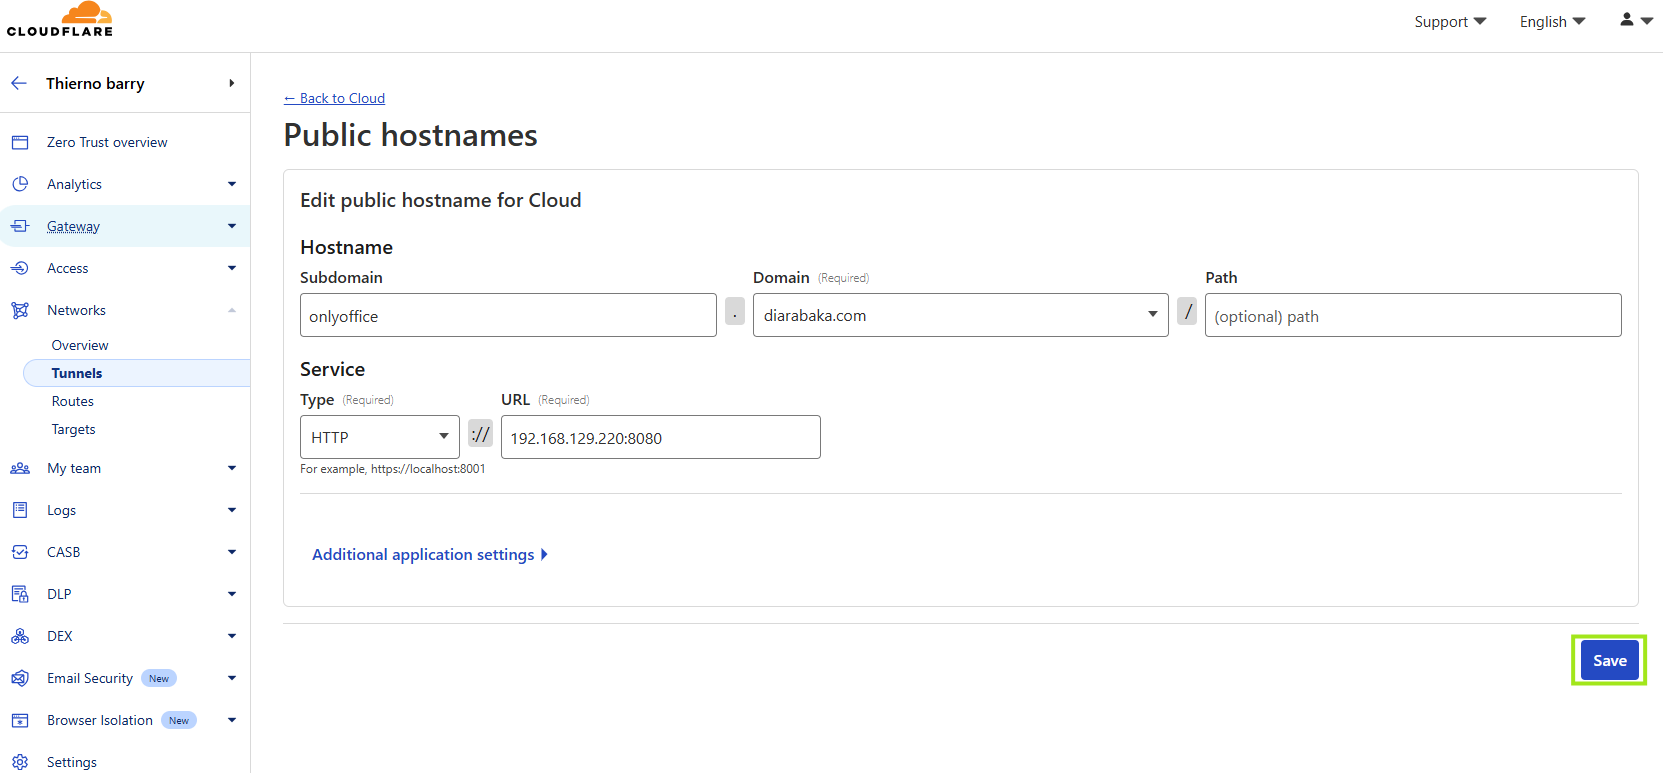 CLOUDFLARE
Support
English
Thierno barry
Zero Trust overview
Analytics
Gateway
Access
Networks
Overview
Tunnels
Routes
Targets
My team
Logs
CASB
DLP
DEX
Email Security New
Browser Isolation New
Settings
← Back to Cloud
Public hostnames
Edit public hostname for Cloud
Hostname
Subdomain Domain (Required) Path
onlyoffice . diarabaka.com / (optional) path
Service
Type (Required) URL (Required)
HTTP :// 192.168.129.220:8080
For example, https://localhost:8001
Additional application settings
Save